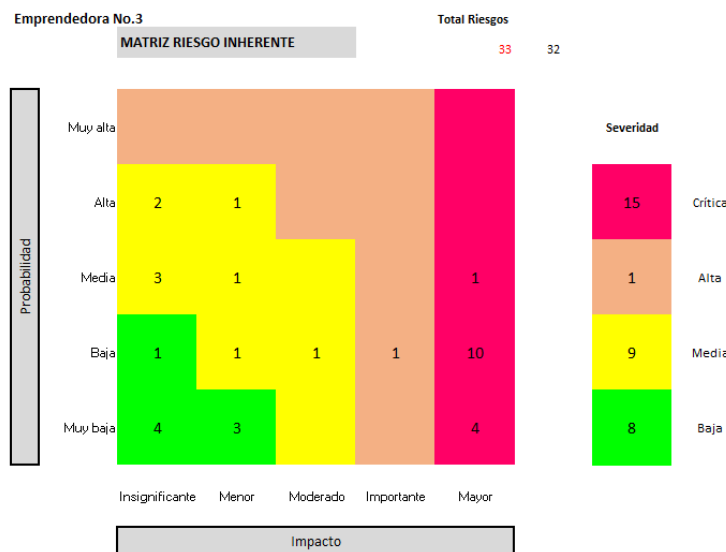 Emprendedora No.3
Total Riesgos
MATRIZ RIESGO INHERENTE
33 32
Muy alta
Severidad
Alta 2 1 15 Crítica
Probabilidad
Media 3 1 1 1 Alta
Baja 1 1 1 1 10 9 Media
Muy baja 4 3 4 8 Baja
Insignificante Menor Moderado Importante Mayor
Impacto